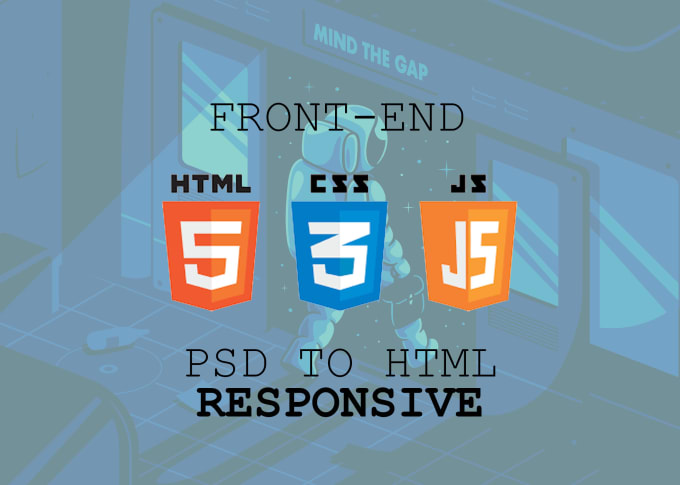 MIND THE GAP
FRONT-END
HTML CSS JS
5 3 JS
PSD TO HTML
RESPONSIVE